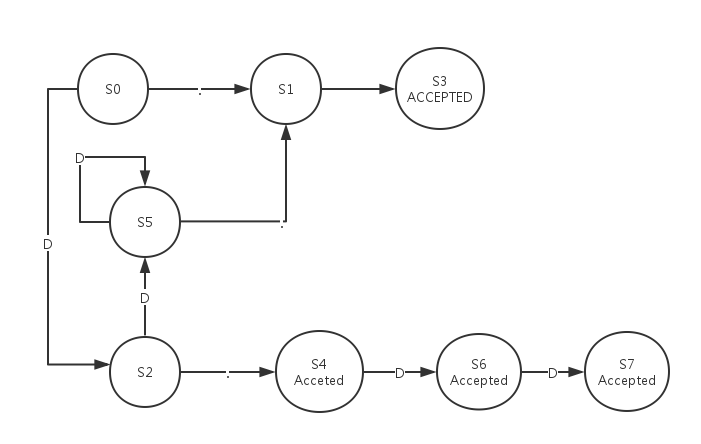 S0
.
S1
S3
ACCEPTED
D
S5
.
D
D
S2
.
S4
Acceted
D
S6
Accepted
D
S7
Accepted